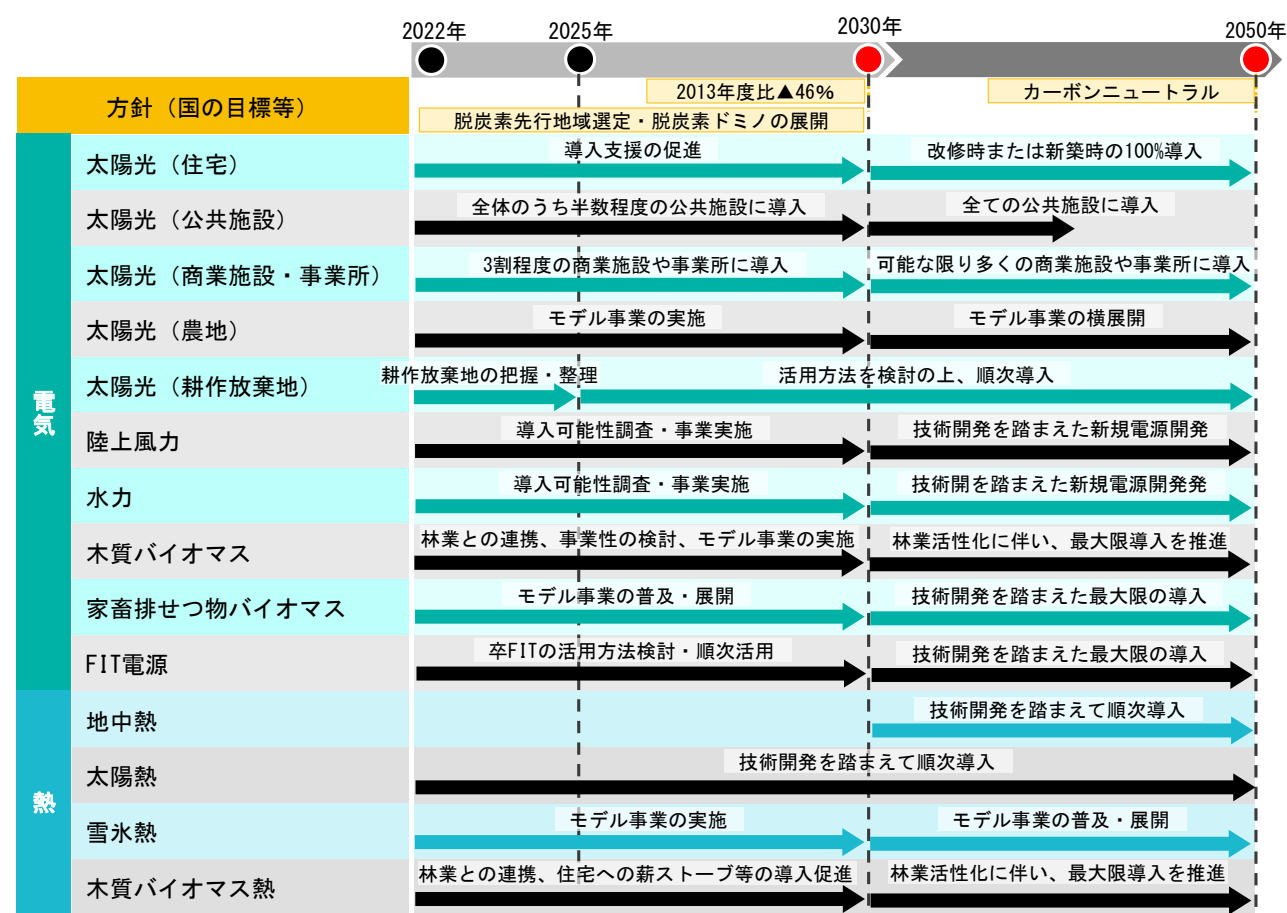 2022年 2025年 2030年 2050年
方針（国の目標等）
2013年度比▲46%
カーボンニュートラル
脱炭素先行地域選定・脱炭素ドミノの展開
電気
太陽光（住宅）
導入支援の促進
改修時または新築時の100%導入
太陽光（公共施設）
全体のうち半数程度の公共施設に導入
全ての公共施設に導入
太陽光（商業施設・事業所）
3割程度の商業施設や事業所に導入
可能な限り多くの商業施設や事業所に導入
太陽光（農地）
モデル事業の実施
モデル事業の横展開
太陽光（耕作放棄地）
耕作放棄地の把握・整理
活用方法を検討の上、順次導入
陸上風力
導入可能性調査・事業実施
技術開発を踏まえた新規電源開発
水力
導入可能性調査・事業実施
技術開を踏まえた新規電源開発発
木質バイオマス
林業との連携、事業性の検討、モデル事業の実施
林業活性化に伴い、最大限導入を推進
家畜排せつ物バイオマス
モデル事業の普及・展開
技術開発を踏まえた最大限の導入
FIT電源
卒FITの活用方法検討・順次活用
技術開発を踏まえた最大限の導入
熱
地中熱
技術開発を踏まえて順次導入
太陽熱
技術開発を踏まえて順次導入
雪氷熱
モデル事業の実施
モデル事業の普及・展開
木質バイオマス熱
林業との連携、住宅への薪ストーブ等の導入促進
林業活性化に伴い、最大限導入を推進